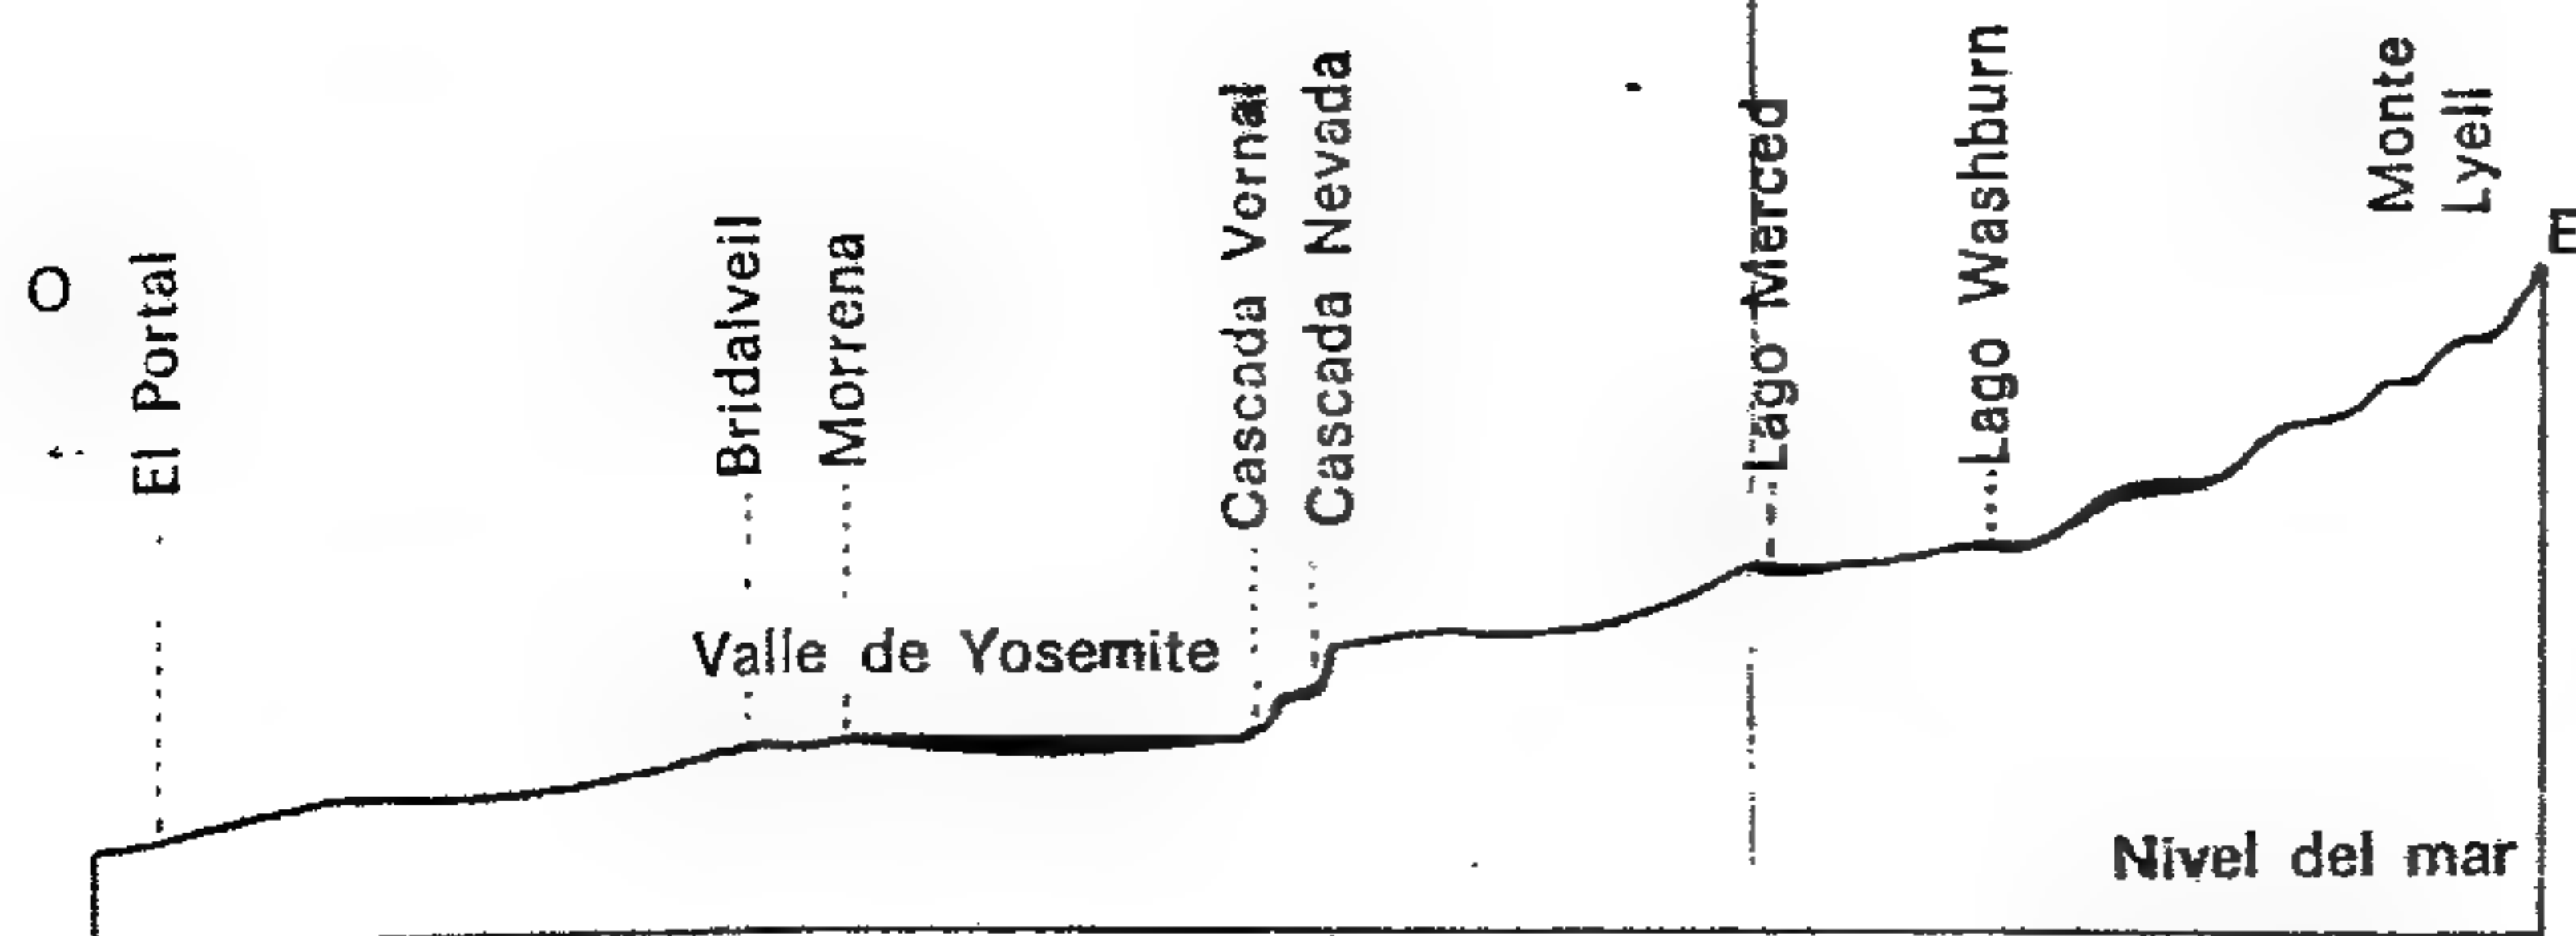 O
El Portal
Bridalveil
Morrena
Valle de Yosemite
Cascada Vernal
Cascada Nevada
Lago Merced
Lago Washburn
Monte
Lyell
E
Nivel del mar